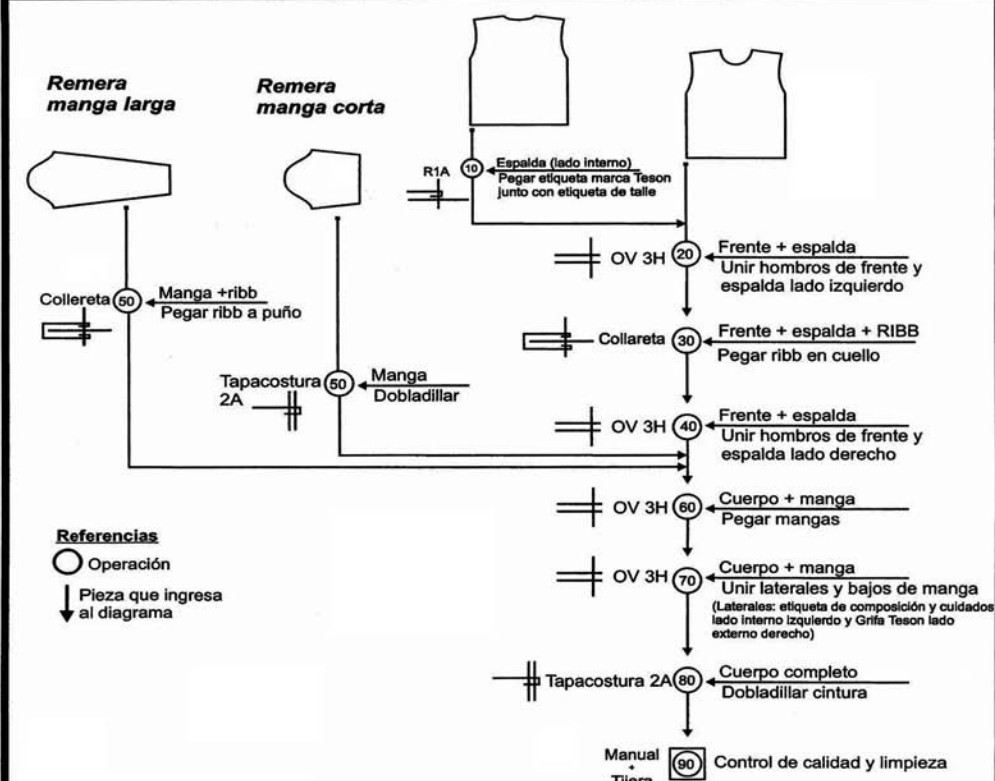 Remera
manga larga
Remera
manga corta
R1A
10
Espalda (lado interno)
Pegar etiqueta marca Teson
junto con etiqueta de talle
OV 3H
20
Frente + espalda
Unir hombros de frente y
espalda lado izquierdo
Collereta
50
Manga +ribb
Pegar ribb a puño
Collareta
30
Frente + espalda + RIBB
Pegar ribb en cuello
Tapacostura
2A
50
Manga
Dobladillar
OV 3H
40
Frente + espalda
Unir hombros de frente y
espalda lado derecho
OV 3H
60
Cuerpo + manga
Pegar mangas
Referencias
Operación
Pieza que ingresa
al diagrama
OV 3H
70
Cuerpo + manga
Unir laterales y bajos de manga
(Laterales: etiqueta de composición y cuidados
lado interno izquierdo y Grifa Teson lado
externo derecho)
Tapacostura 2A
80
Cuerpo completo
Dobladillar cintura
Manual
+
Tijera
90
Control de calidad y limpieza